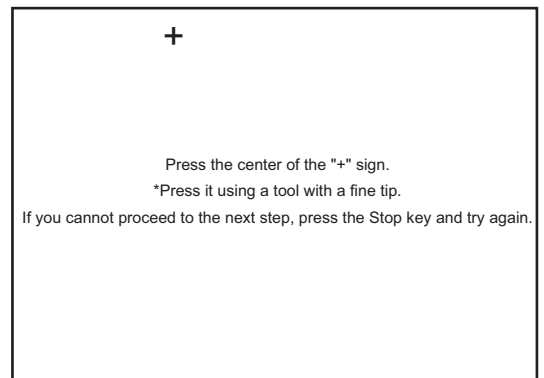 +
Press the center of the "+" sign.
*Press it using a tool with a fine tip.
If you cannot proceed to the next step, press the Stop key and try again.